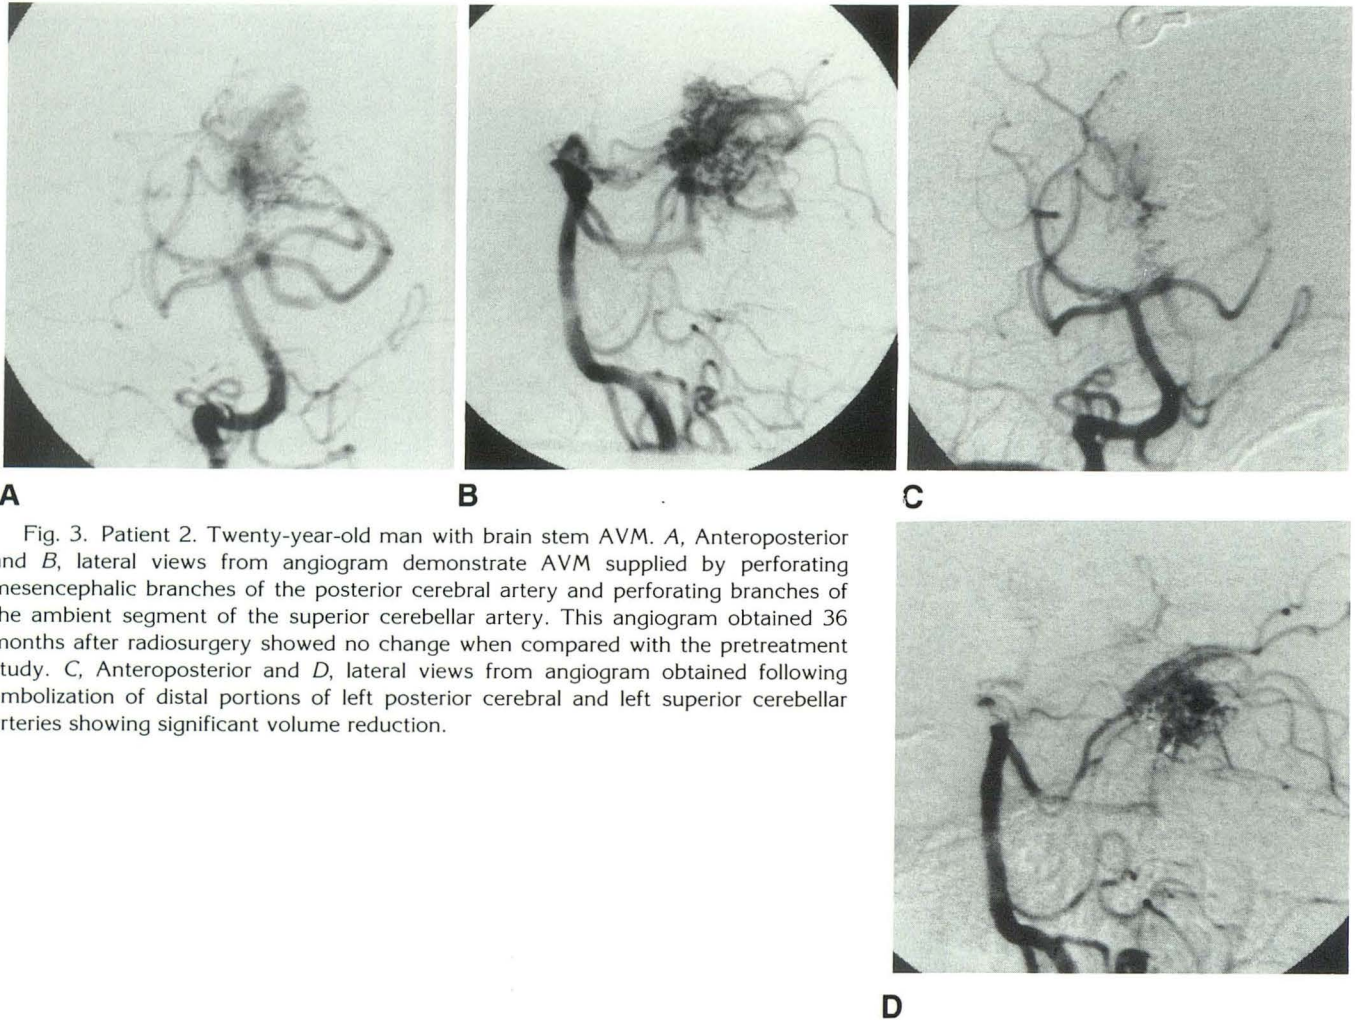 A
B
C
Fig. 3. Patient 2. Twenty-year-old man with brain stem AVM. A, Anteroposterior
nd B, lateral views from angiogram demonstrate AVM supplied by perforating
nesencephalic branches of the posterior cerebral artery and perforating branches of
he ambient segment of the superior cerebellar artery. This angiogram obtained 36
nonths after radiosurgery showed no change when compared with the pretreatment
tudy. C, Anteroposterior and D, lateral views from angiogram obtained following
mbolization of distal portions of left posterior cerebral and left superior cerebellar
rteries showing significant volume reduction.
D